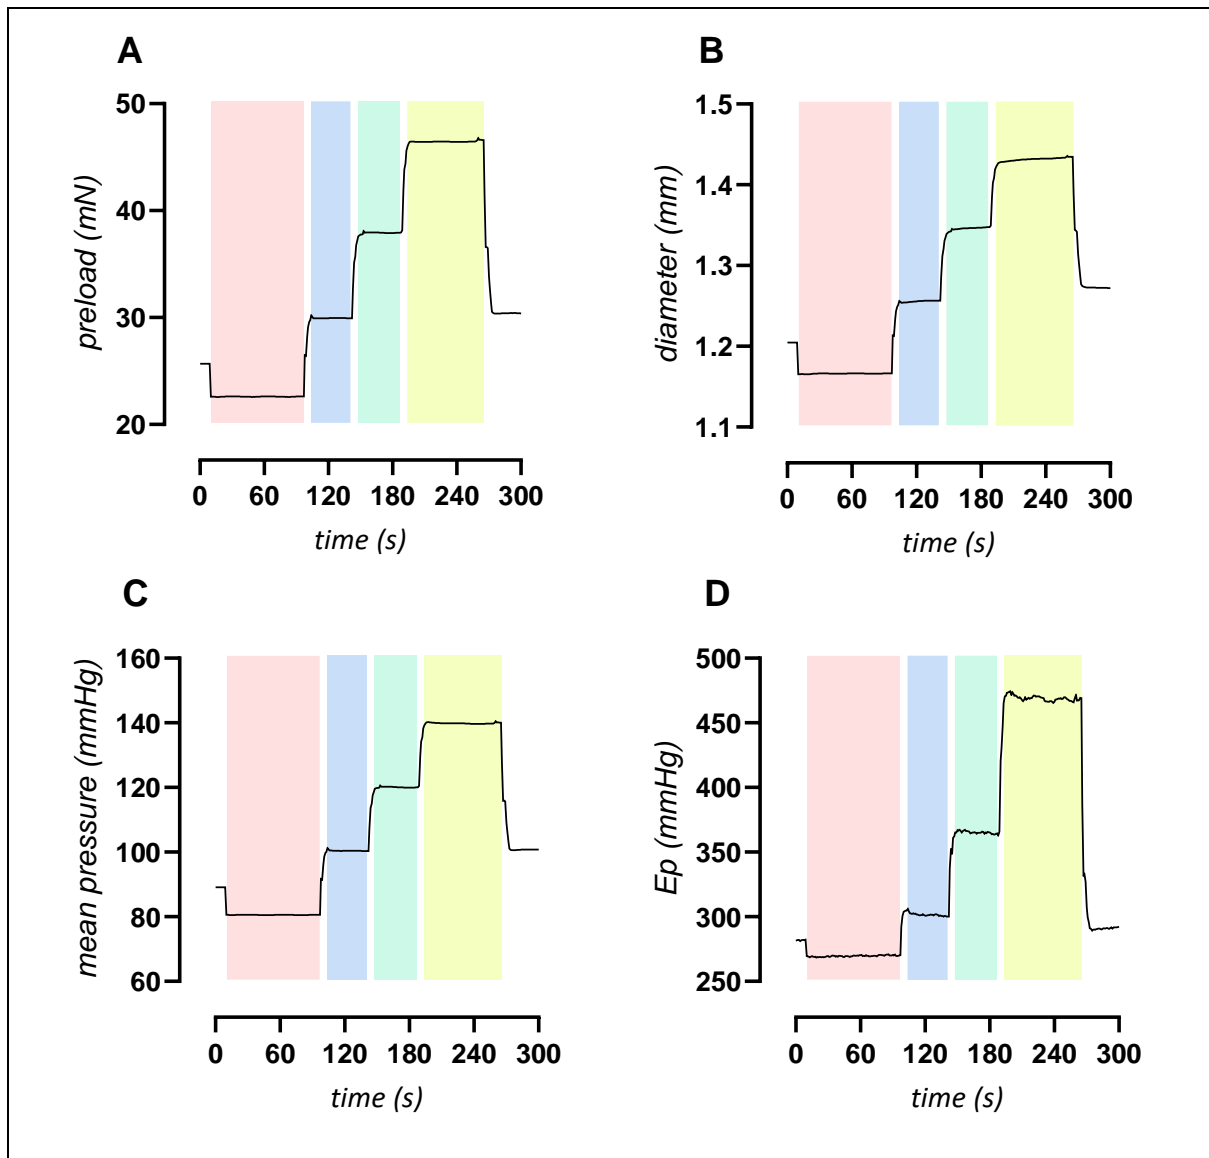 A
B
50
40
30
20
preload (mN)
0 60 120 180 240 300
time (s)
1.5
1.4
1.3
1.2
1.1
diameter (mm)
0 60 120 180 240 300
time (s)
C
D
160
140
120
100
80
60
mean pressure (mmHg)
0 60 120 180 240 300
time (s)
500
450
400
350
300
250
Ep (mmHg)
0 60 120 180 240 300
time (s)